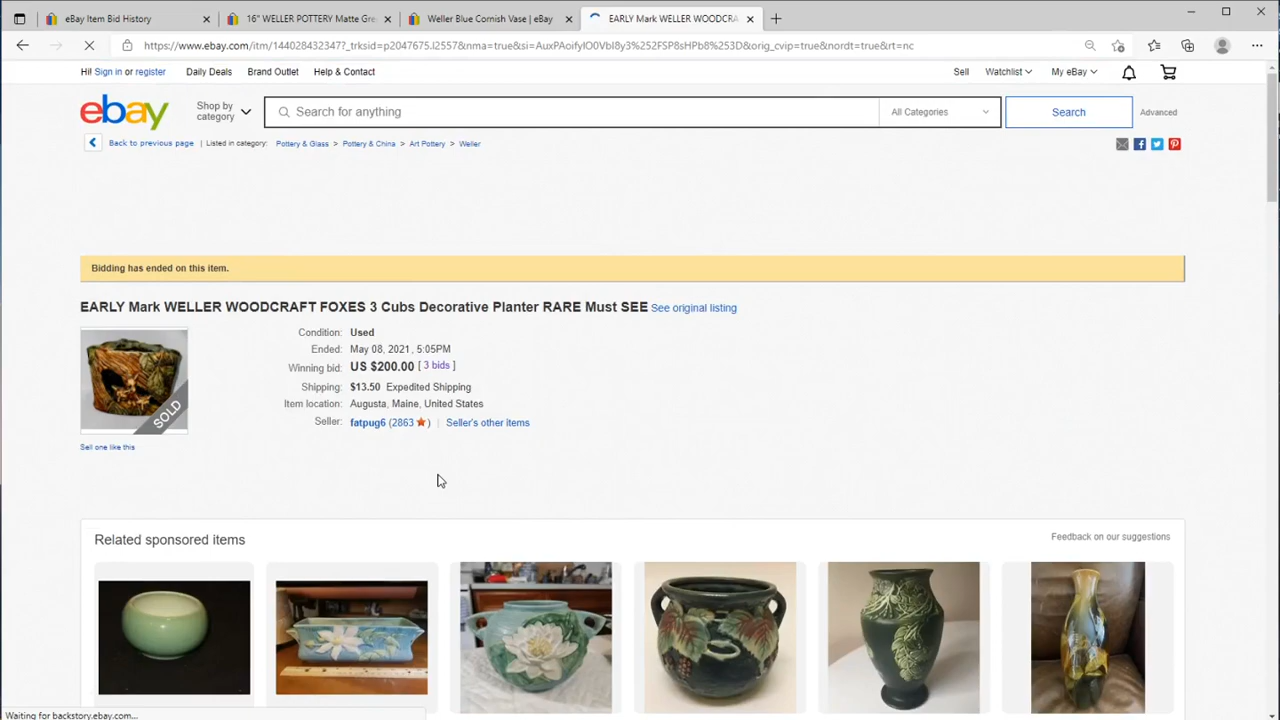 eBay Item Bid History
16" WELLER POTTERY Matte Gre
Weller Blue Cornish Vase | eBay
EARLY Mark WELLER WOODCRA
https://www.ebay.com/itm/144028432347?_trksid=p2047675.l2557&nma=true&si=AuxPAoifyIO0VbI8y3%252FSP8sHPb8%3D&orig_cvip=true&nordt=true&rt=nc
Hi! Sign in or register Daily Deals Brand Outlet Help & Contact Sell Watchlist My eBay
ebay Shop by category Search for anything All Categories Search Advanced
Back to previous page | Listed in category: Pottery & Glass > Pottery & China > Art Pottery > Weller
Bidding has ended on this item.
EARLY Mark WELLER WOODCRAFT FOXES 3 Cubs Decorative Planter RARE Must SEE See original listing
Condition: Used
Ended: May 08, 2021 , 5:05PM
Winning bid: US $200.00 [ 3 bids ]
Shipping: $13.50 Expedited Shipping
Item location: Augusta, Maine, United States
SOLD
Seller: fatpug6 (2863 ) | Seller's other items
Sell one like this
Related sponsored items Feedback on our suggestions
Waiting for backstory.ebay.com...